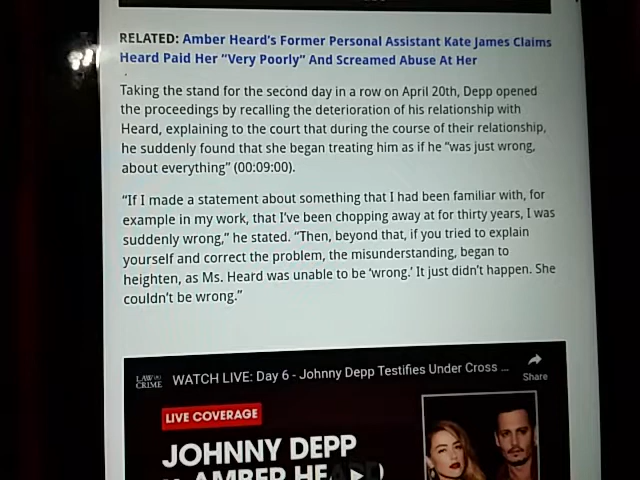 RELATED: Amber Heard's Former Personal Assistant Kate James Claims
Heard Paid Her "Very Poorly" And Screamed Abuse At Her
Taking the stand for the second day in a row on April 20th, Depp opened
the proceedings by recalling the deterioration of his relationship with
Heard, explaining to the court that during the course of their relationship,
he suddenly found that she began treating him as if he "was just wrong,
about everything" (00:09:00).
"If I made a statement about something that I had been familiar with, for
example in my work, that I've been chopping away at for thirty years, I was
suddenly wrong," he stated. "Then, beyond that, if you tried to explain
yourself and correct the problem, the misunderstanding, began to
heighten, as Ms. Heard was unable to be 'wrong.' It just didn't happen. She
couldn't be wrong."
LAW & CRIME
WATCH LIVE: Day 6 - Johnny Depp Testifies Under Cross ...
Share
LIVE COVERAGE
JOHNNY DEPP